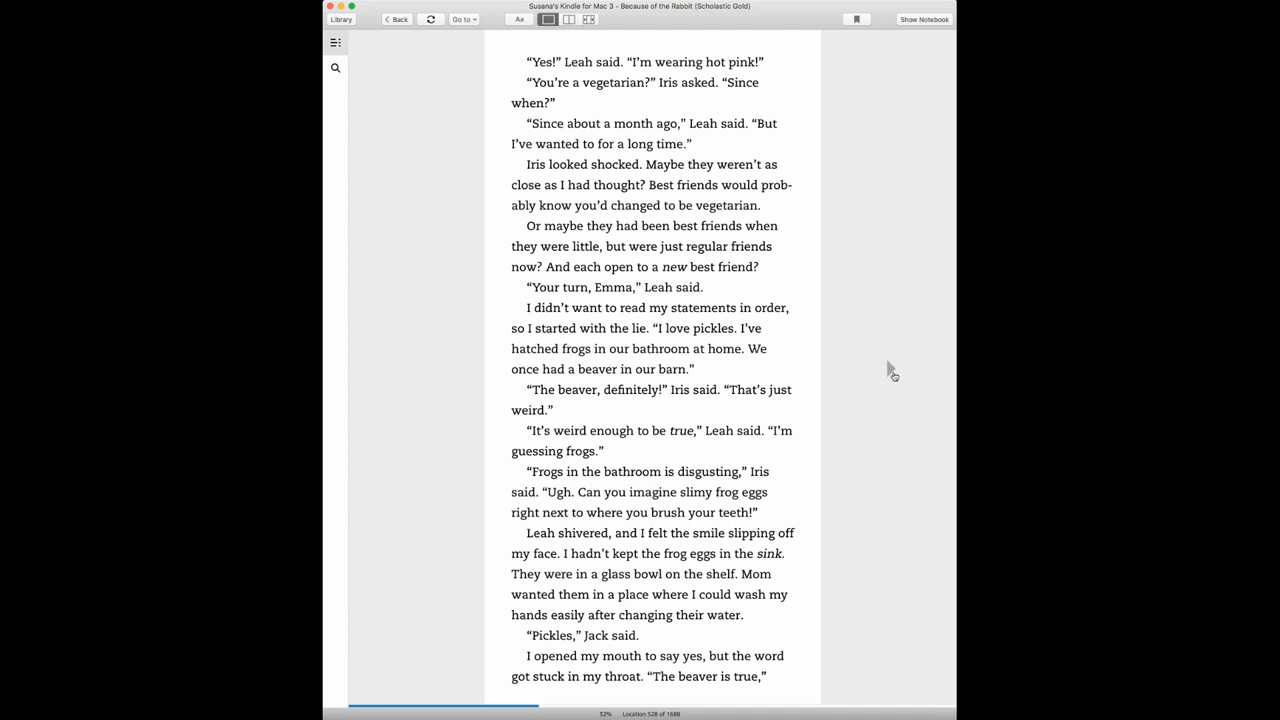 Susana's Kindle for Mac 3 - Because of the Rabbit (Scholastic Gold)
Library
Back
Go to
Aa
Show Notebook
“Yes!” Leah said. “I’m wearing hot pink!”
“You’re a vegetarian?” Iris asked. “Since
when?”
“Since about a month ago,” Leah said. “But
I’ve wanted to for a long time.”
Iris looked shocked. Maybe they weren’t as
close as I had thought? Best friends would prob-
ably know you’d changed to be vegetarian.
Or maybe they had been best friends when
they were little, but were just regular friends
now? And each open to a new best friend?
“Your turn, Emma,” Leah said.
I didn’t want to read my statements in order,
so I started with the lie. “I love pickles. I’ve
hatched frogs in our bathroom at home. We
once had a beaver in our barn.”
“The beaver, definitely!” Iris said. “That’s just
weird.”
“It’s weird enough to be true,” Leah said. “I’m
guessing frogs.”
“Frogs in the bathroom is disgusting,” Iris
said. “Ugh. Can you imagine slimy frog eggs
right next to where you brush your teeth!”
Leah shivered, and I felt the smile slipping off
my face. I hadn’t kept the frog eggs in the sink.
They were in a glass bowl on the shelf. Mom
wanted them in a place where I could wash my
hands easily after changing their water.
“Pickles,” Jack said.
I opened my mouth to say yes, but the word
got stuck in my throat. “The beaver is true,”
32% Location 528 of 1688